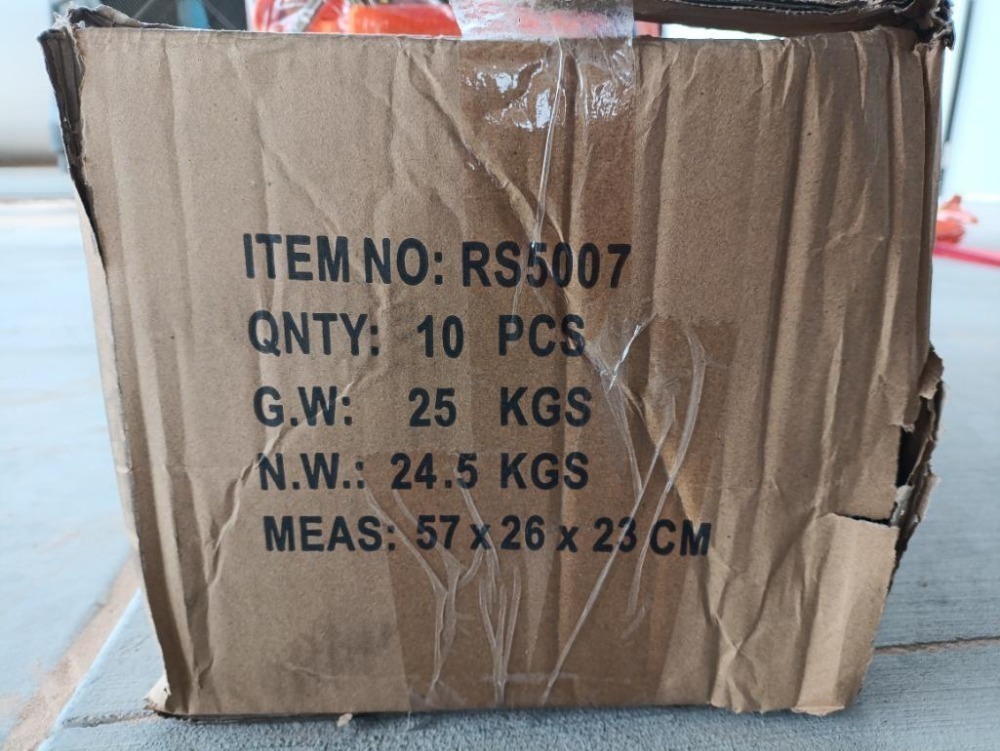 ITEM NO: RS5007
QNTY: 10 PCS
G.W: 25 KGS
N.W.: 24.5 KGS
MEAS: 57 x 26 x 23 CM